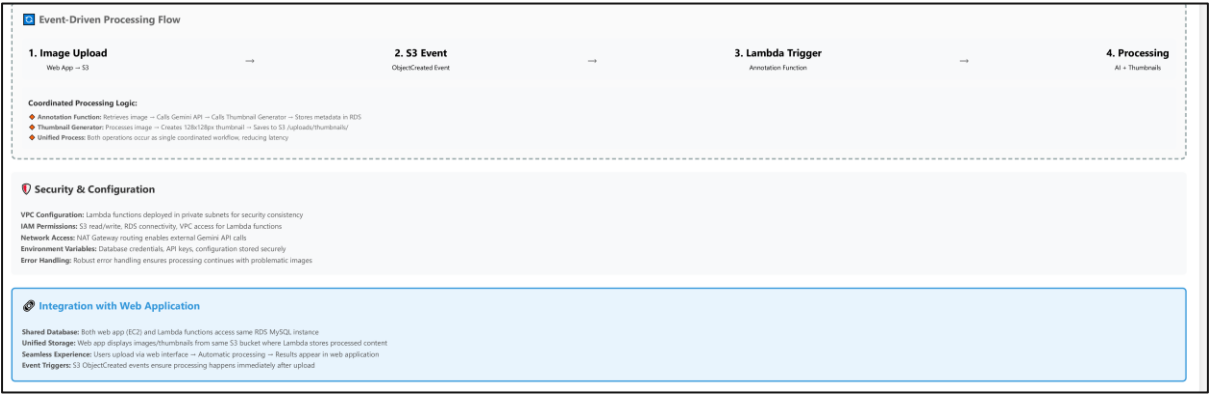 Event-Driven Processing Flow
1. Image Upload
Web App → S3
→
2. S3 Event
ObjectCreated Event
→
3. Lambda Trigger
Annotation Function
→
4. Processing
AI + Thumbnails
Coordinated Processing Logic:
Annotation Function: Retrieves image → Calls Gemini API → Calls Thumbnail Generator → Stores metadata in RDS
Thumbnail Generator: Processes image → Creates 128x128px thumbnail → Saves to S3 /uploads/thumbnails/
Unified Process: Both operations occur as single coordinated workflow, reducing latency
Security & Configuration
VPC Configuration: Lambda functions deployed in private subnets for security consistency
IAM Permissions: S3 read/write, RDS connectivity, VPC access for Lambda functions
Network Access: NAT Gateway routing enables external Gemini API calls
Environment Variables: Database credentials, API keys, configuration stored securely
Error Handling: Robust error handling ensures processing continues with problematic images
Integration with Web Application
Shared Database: Both web app (EC2) and Lambda functions access same RDS MySQL instance
Unified Storage: Web app displays images/thumbnails from same S3 bucket where Lambda stores processed content
Seamless Experience: Users upload via web interface → Automatic processing → Results appear in web application
Event Triggers: S3 ObjectCreated events ensure processing happens immediately after upload